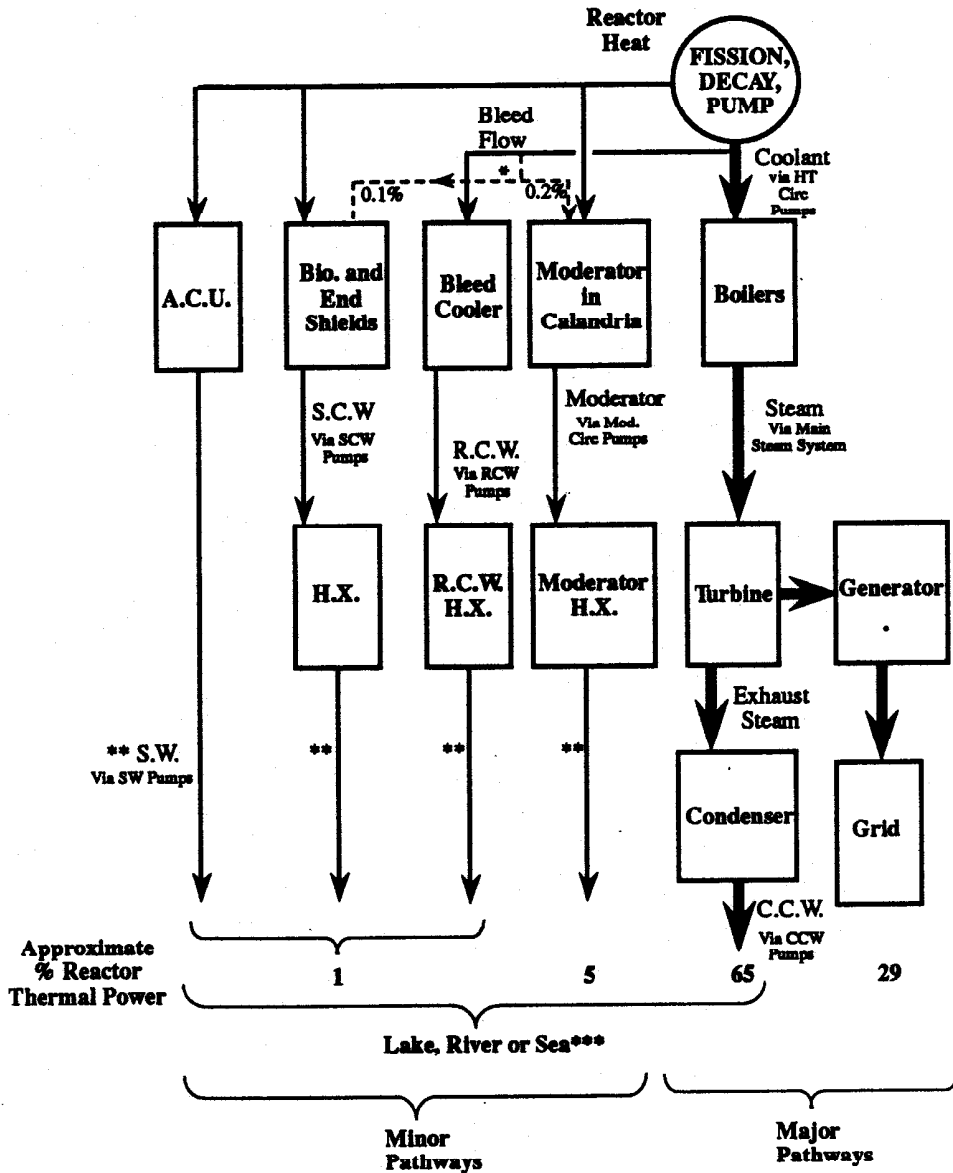 Reactor
Heat
FISSION,
DECAY,
PUMP
Bleed
Flow
*
0.1%
0.2%
Coolant
via HT
Circ
Pumps
A.C.U.
Bio. and
End
Shields
Bleed
Cooler
Moderator
in
Calandria
Boilers
S.C.W
Via SCW
Pumps
R.C.W.
Via RCW
Pumps
Moderator
Via Mod.
Circ Pumps
Steam
Via Main
Steam System
H.X.
R.C.W.
H.X.
Moderator
H.X.
Turbine
Generator
Exhaust
Steam
** S.W.
Via SW Pumps
**
**
**
Condenser
Grid
C.C.W.
Via CCW
Pumps
Approximate
% Reactor
Thermal Power
1
5
65
29
Lake, River or Sea***
Minor
Pathways
Major
Pathways